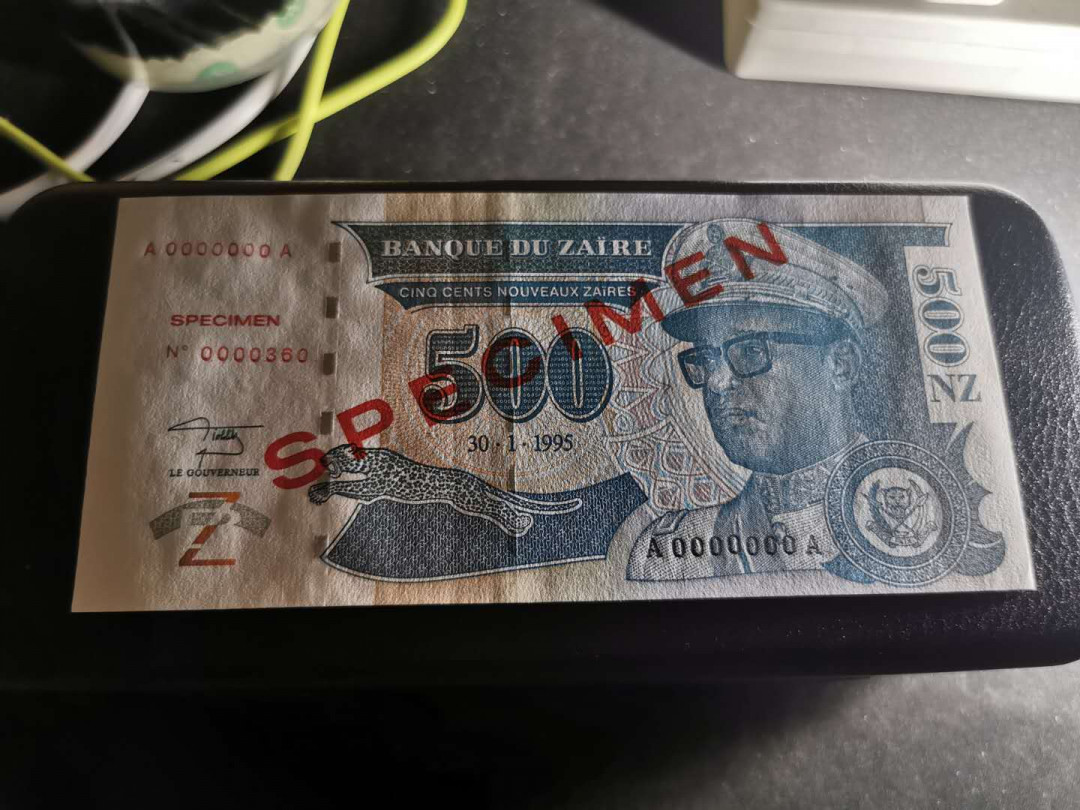 A 0000000 A
SPECIMEN
N° 0000360
LE GOUVERNEUR
Z
BANQUE DU ZAÏRE
CINQ CENTS NOUVEAUX ZAÏRES
500
30·1·1995
SPECIMEN
A 0000000 A
500 NZ